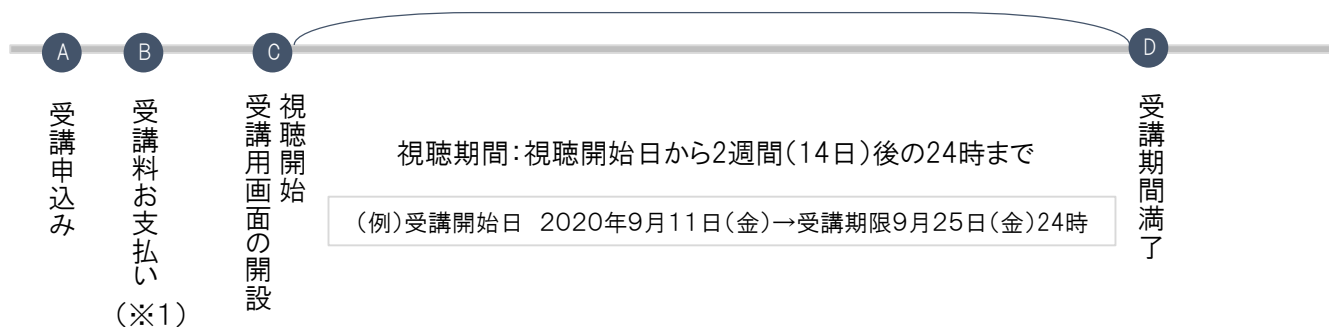 A
受講申込み
B
受講料お支払い
(※1)
C
視聴開始
受講用画面の開設
視聴期間:視聴開始日から2週間(14日)後の24時まで
(例)受講開始日 2020年9月11日(金)→受講期限9月25日(金)24時
D
受講期間満了